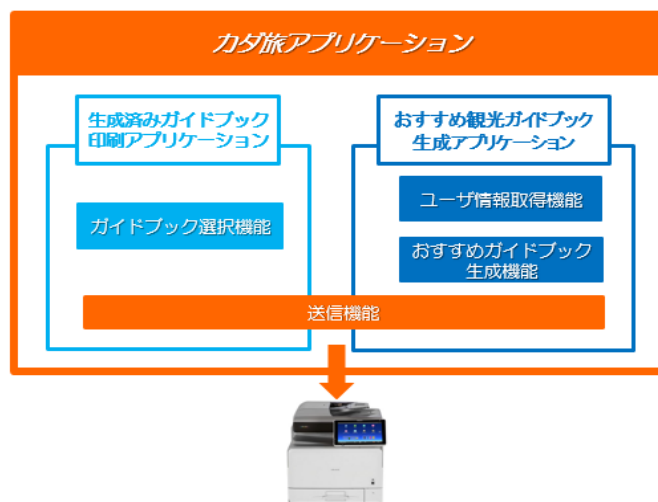 カダ旅アプリケーション
生成済みガイドブック
印刷アプリケーション
おすすめ観光ガイドブック
生成アプリケーション
ガイドブック選択機能
ユーザ情報取得機能
おすすめガイドブック
生成機能
送信機能